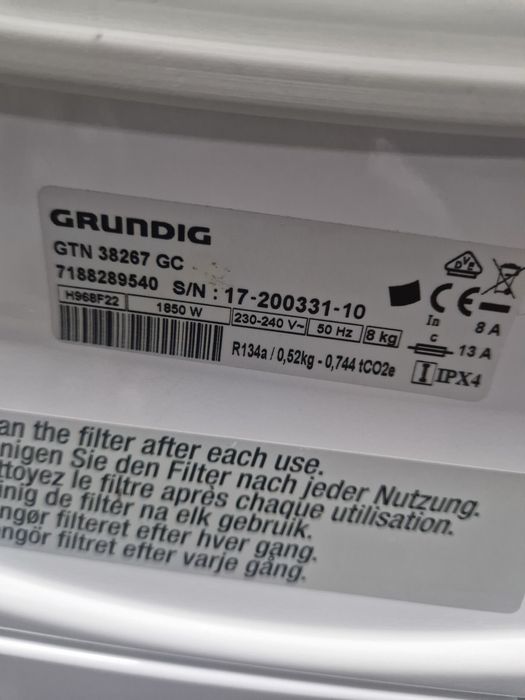 GRUNDIG
GTN 38267 GC
7188289540 S/N : 17-200331-10
H968F22 1850 W 230-240 V~ 50 Hz 8 kg
R134a / 0,52kg - 0,744 tCO2e
DVE
CE
In 8 A
c 13 A
I IPX4
an the filter after each use.
nigen Sie den Filter nach jeder Nutzung.
ttoyez le filtre après chaque utilisation.
inig de filter na elk gebruik.
ngør filteret efter hver gang.
engör filtret efter varje gång.